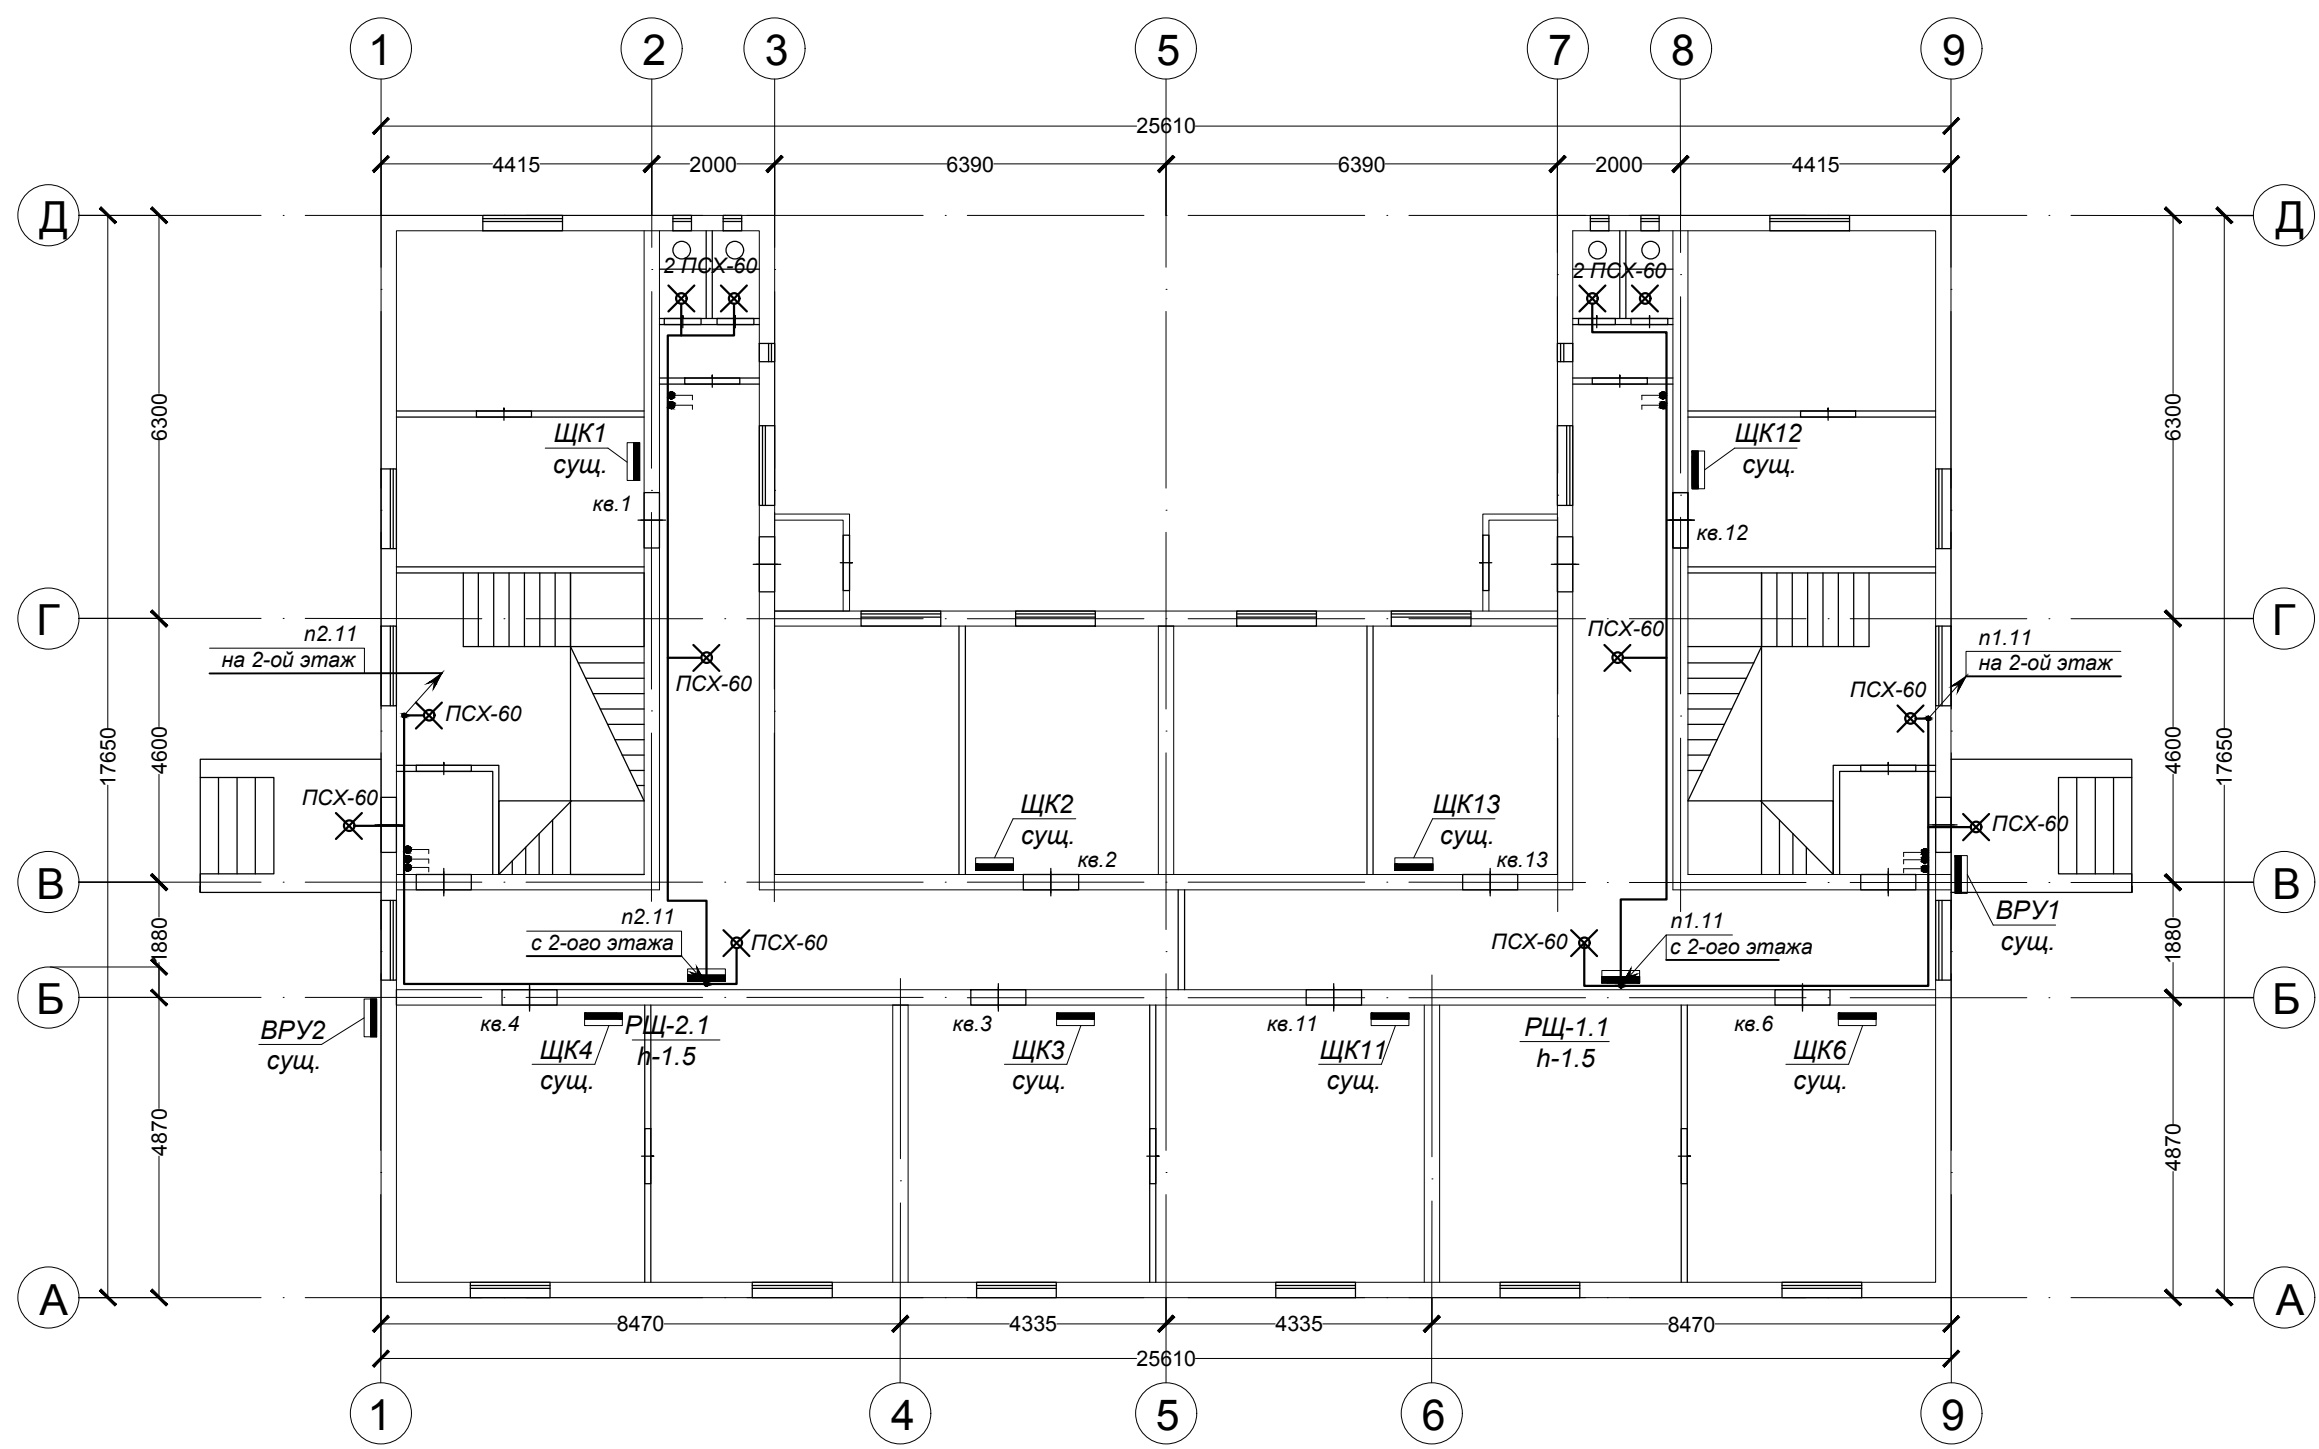 1
2
3
5
7
8
9
25610
4415
2000
6390
6390
2000
4415
Д
Д
2 ПСХ-60
2 ПСХ-60
6300
6300
ЩК1
сущ.
кв.1
ЩК12
сущ.
кв.12
Г
Г
п2.11
на 2-ой этаж
ПСХ-60
ПСХ-60
п1.11
на 2-ой этаж
ПСХ-60
ПСХ-60
17650
4600
4600
17650
ПСХ-60
ПСХ-60
ЩК2
сущ.
кв.2
ЩК13
сущ.
кв.13
В
В
ВРУ1
сущ.
1880
1880
п2.11
с 2-ого этажа
ПСХ-60
ПСХ-60
п1.11
с 2-ого этажа
Б
Б
ВРУ2
сущ.
кв.4
ЩК4
сущ.
РЩ-2.1
h-1.5
кв.3
ЩК3
сущ.
кв.11
ЩК11
сущ.
РЩ-1.1
h-1.5
кв.6
ЩК6
сущ.
4870
4870
А
А
8470
4335
4335
8470
25610
1
4
5
6
9